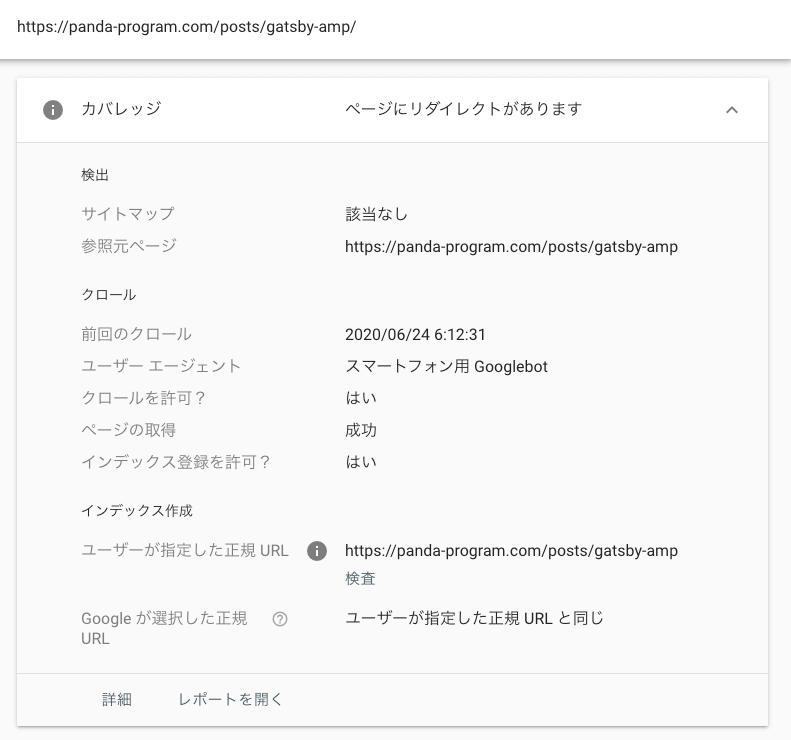 https://panda-program.com/posts/gatsby-amp/
カバレッジ ページにリダイレクトがあります
検出
サイトマップ 該当なし
参照元ページ https://panda-program.com/posts/gatsby-amp
クロール
前回のクロール 2020/06/24 6:12:31
ユーザー エージェント スマートフォン用 Googlebot
クロールを許可？ はい
ページの取得 成功
インデックス登録を許可？ はい
インデックス作成
ユーザーが指定した正規 URL https://panda-program.com/posts/gatsby-amp
検査
Google が選択した正規 ユーザーが指定した正規 URL と同じ
URL
詳細 レポートを開く